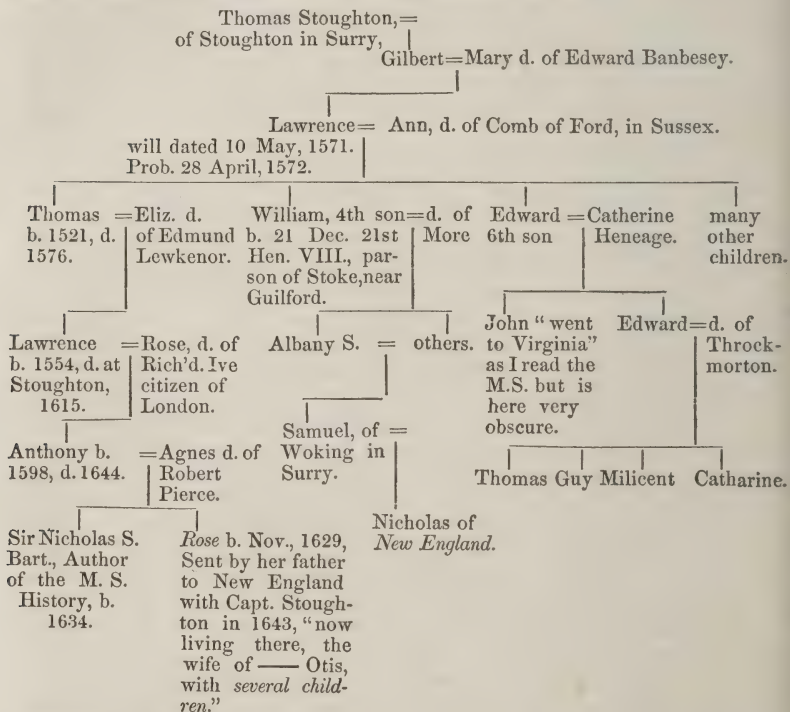 Thomas Stoughton,=
of Stoughton in Surry,
Gilbert=Mary d. of Edward Banbesey.
Lawrence= Ann, d. of Comb of Ford, in Sussex.
will dated 10 May, 1571.
Prob. 28 April, 1572.
Thomas =Eliz. d.
b. 1521, d. of Edmund
1576. Lewkenor.
William, 4th son=d. of
b. 21 Dec. 21st More
Hen. VIII., par-
son of Stoke,near
Guilford.
Edward =Catherine
6th son Heneage.
many
other
children.
Lawrence =Rose, d. of
b. 1554, d. at Rich'd. Ive
Stoughton, citizen of
1615. London.
Albany S. = others.
John "went
to Virginia"
as I read the
M.S. but is
here very
obscure.
Edward=d. of
Throck-
morton.
Anthony b. =Agnes d. of
1598, d. 1644. Robert
Pierce.
Samuel, of =
Woking in
Surry.
Thomas Guy Milicent Catharine.
Sir Nicholas S.
Bart., Author
of the M. S.
History, b.
1634.
Rose b. Nov., 1629,
Sent by her father
to New England
with Capt. Stough-
ton in 1643, "now
living there, the
wife of —— Otis,
with several child-
ren."
Nicholas of
New England.